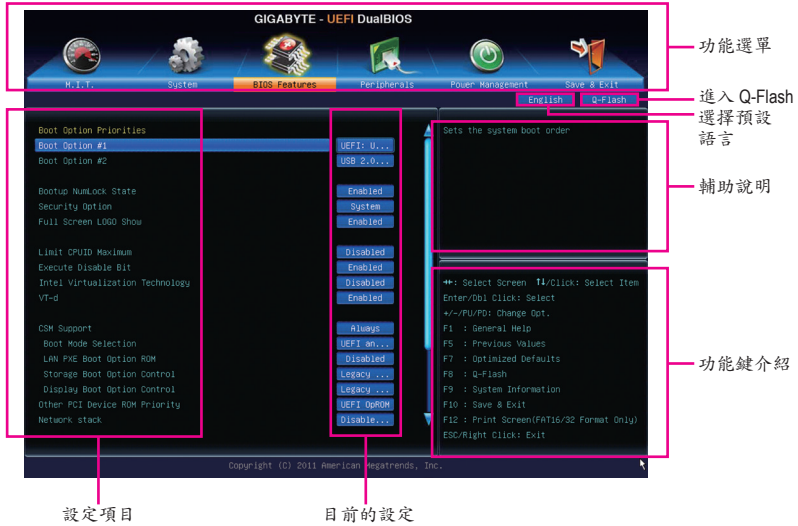 GIGABYTE - UEFI DualBIOS
M.I.T. System BIOS Features Peripherals Power Management Save & Exit
English Q-Flash
功能選單
進入 Q-Flash
選擇預設
語言
Boot Option Priorities
Boot Option #1 UEFI: U...
Boot Option #2 USB 2.0...
Bootup NumLock State Enabled
Security Option System
Full Screen LOGO Show Enabled
Limit CPUID Maximum Disabled
Execute Disable Bit Enabled
Intel Virtualization Technology Disabled
VT-d Enabled
CSM Support Always
Boot Mode Selection UEFI an...
LAN PXE Boot Option ROM Disabled
Storage Boot Option Control Legacy ...
Display Boot Option Control Legacy ...
Other PCI Device ROM Priority UEFI OpROM
Network stack Disable...
Sets the system boot order
輔助說明
→←: Select Screen ↑↓/Click: Select Item
Enter/Dbl Click: Select
+/-/PU/PD: Change Opt.
F1 : General Help
F5 : Previous Values
F7 : Optimized Defaults
F8 : Q-Flash
F9 : System Information
F10 : Save & Exit
F12 : Print Screen(FAT16/32 Format Only)
ESC/Right Click: Exit
功能鍵介紹
Copyright (C) 2011 American Megatrends, Inc.
設定項目
目前的設定